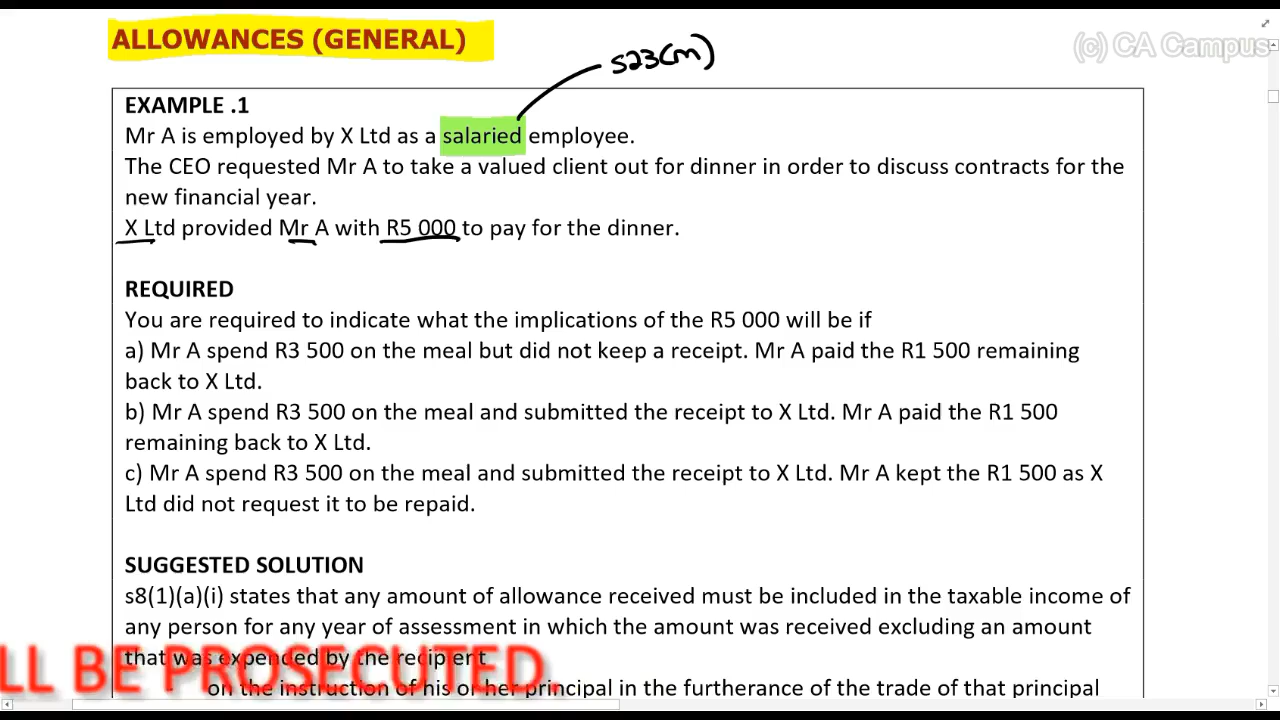 ALLOWANCES (GENERAL)
s23(m)
(c) CA Campus
EXAMPLE .1
Mr A is employed by X Ltd as a salaried employee.
The CEO requested Mr A to take a valued client out for dinner in order to discuss contracts for the
new financial year.
X Ltd provided Mr A with R5 000 to pay for the dinner.
REQUIRED
You are required to indicate what the implications of the R5 000 will be if
a) Mr A spend R3 500 on the meal but did not keep a receipt. Mr A paid the R1 500 remaining
back to X Ltd.
b) Mr A spend R3 500 on the meal and submitted the receipt to X Ltd. Mr A paid the R1 500
remaining back to X Ltd.
c) Mr A spend R3 500 on the meal and submitted the receipt to X Ltd. Mr A kept the R1 500 as X
Ltd did not request it to be repaid.
SUGGESTED SOLUTION
s8(1)(a)(i) states that any amount of allowance received must be included in the taxable income of
any person for any year of assessment in which the amount was received excluding an amount
that was expended by the recipient
LL BE PROSECUTED.
on the instruction of his or her principal in the furtherance of the trade of that principal